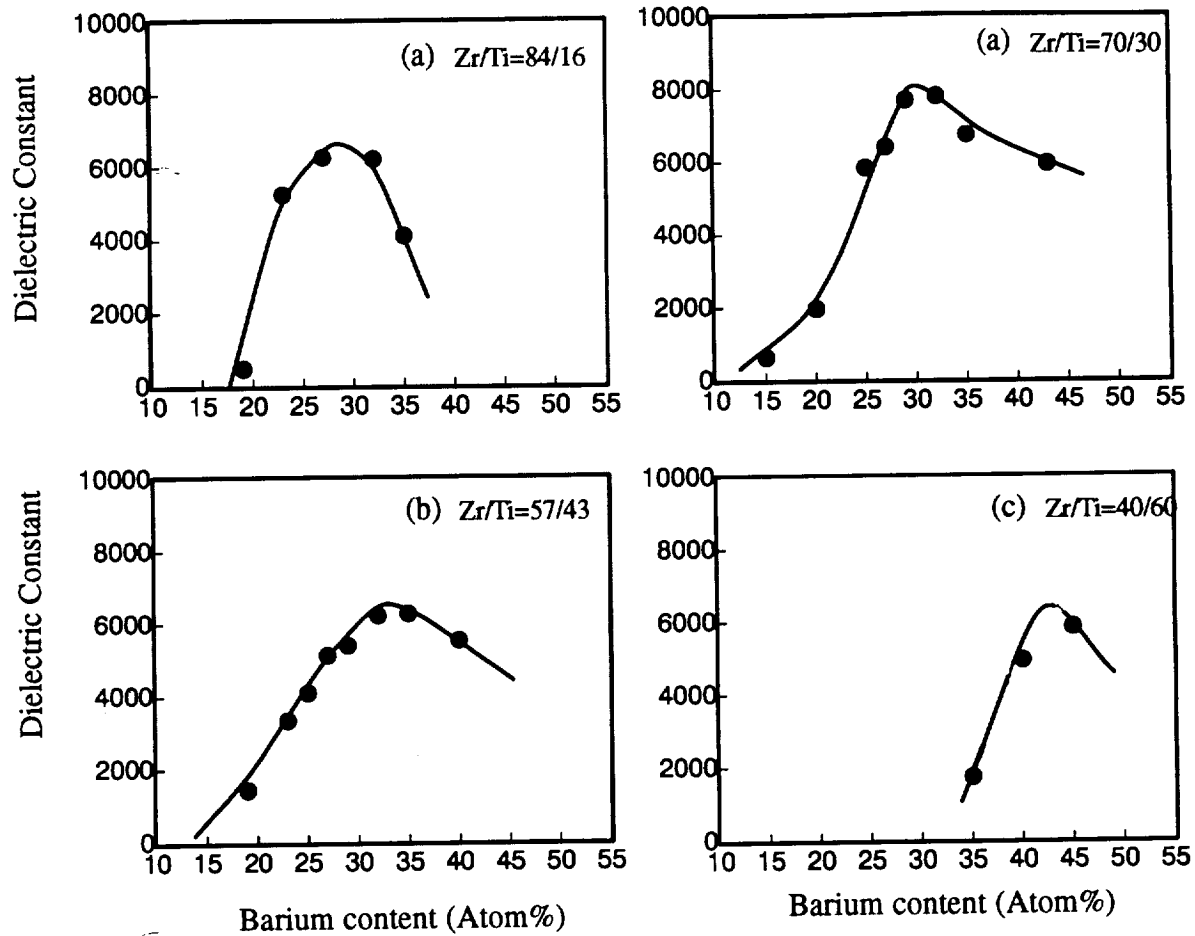 Dielectric Constant
10000
8000
6000
4000
2000
0
10 15 20 25 30 35 40 45 50 55
(a) Zr/Ti=84/16
10000
8000
6000
4000
2000
0
10 15 20 25 30 35 40 45 50 55
(a) Zr/Ti=70/30
Dielectric Constant
10000
8000
6000
4000
2000
0
10 15 20 25 30 35 40 45 50 55
(b) Zr/Ti=57/43
Barium content (Atom%)
10000
8000
6000
4000
2000
0
10 15 20 25 30 35 40 45 50 55
(c) Zr/Ti=40/60
Barium content (Atom%)